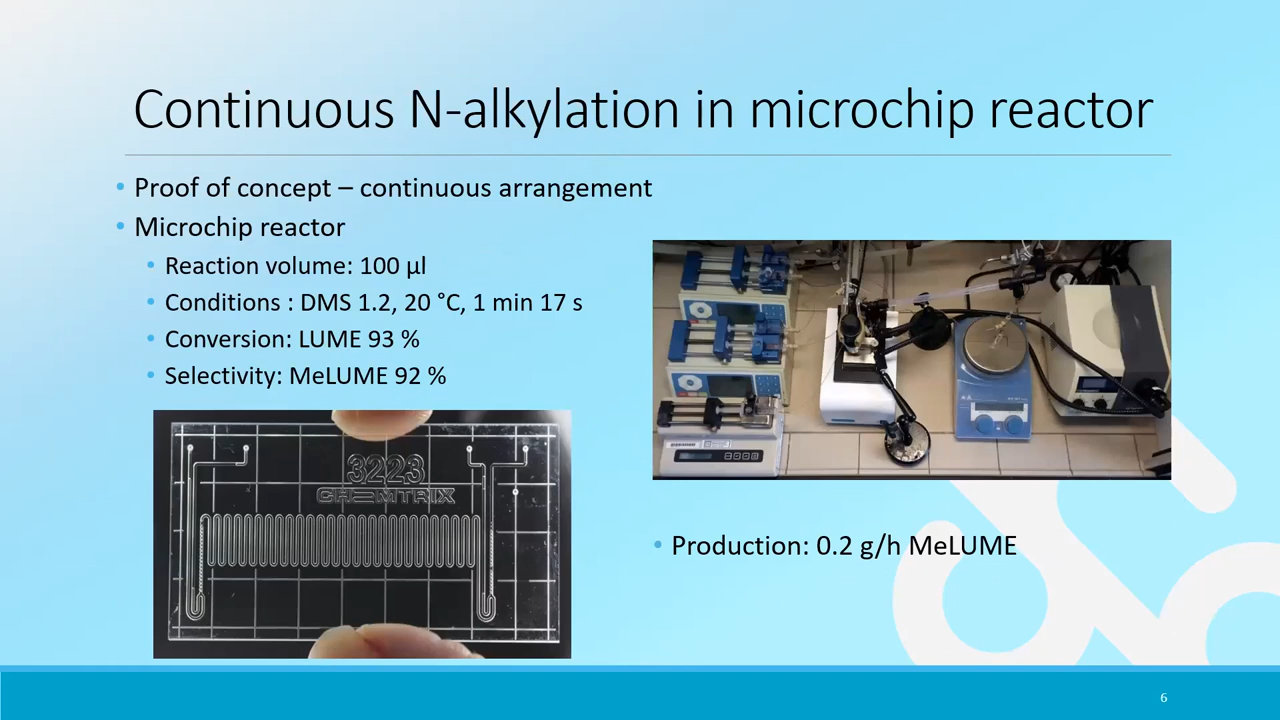 Continuous N-alkylation in microchip reactor
• Proof of concept – continuous arrangement
• Microchip reactor
• Reaction volume: 100 µl
• Conditions : DMS 1.2, 20 °C, 1 min 17 s
• Conversion: LUME 93 %
• Selectivity: MeLUME 92 %
3223
CHEMTRIX
• Production: 0.2 g/h MeLUME
6